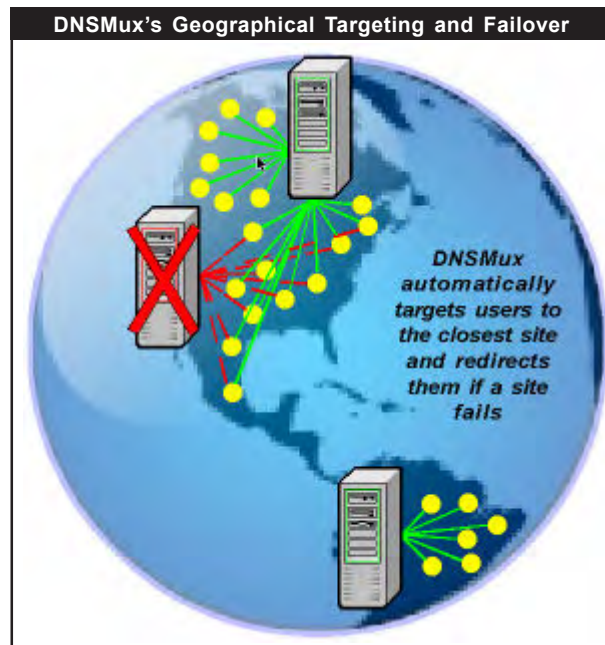 DNSMux's Geographical Targeting and Failover
DNSMux
automatically
targets users to
the closest site
and redirects
them if a site
fails